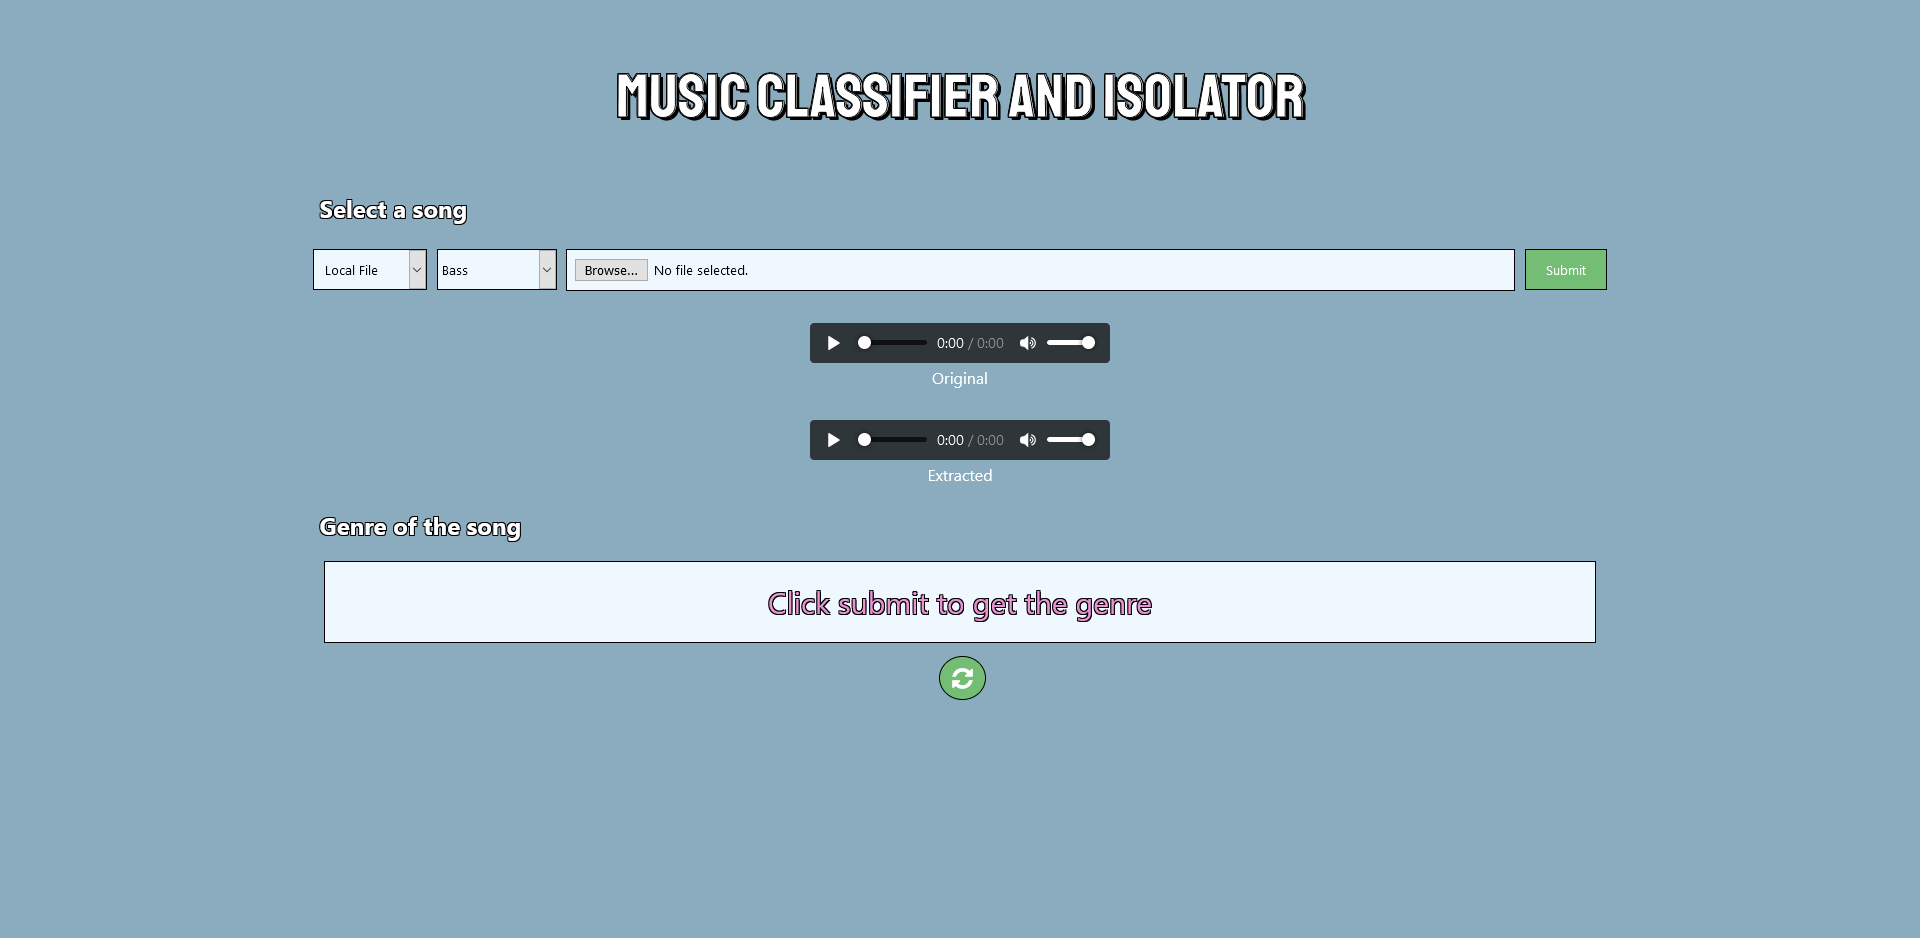 MUSIC CLASSIFIER AND ISOLATOR
Select a song
Local File Bass Browse... No file selected. Submit
0:00 / 0:00
Original
0:00 / 0:00
Extracted
Genre of the song
Click submit to get the genre